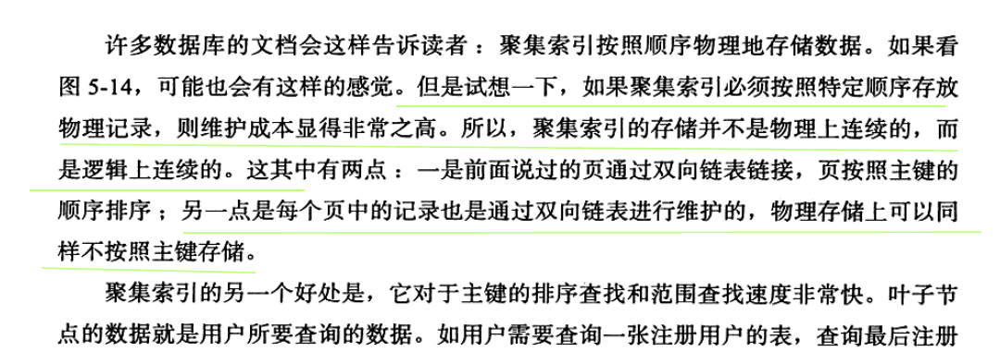 许多数据库的文档会这样告诉读者：聚集索引按照顺序物理地存储数据。如果看
图 5-14，可能也会有这样的感觉。但是试想一下，如果聚集索引必须按照特定顺序存放
物理记录，则维护成本显得非常之高。所以，聚集索引的存储并不是物理上连续的，而
是逻辑上连续的。这其中有两点：一是前面说过的页通过双向链表链接，页按照主键的
顺序排序；另一点是每个页中的记录也是通过双向链表进行维护的，物理存储上可以同
样不按照主键存储。
聚集索引的另一个好处是，它对于主键的排序查找和范围查找速度非常快。叶子节
点的数据就是用户所要查询的数据。如用户需要查询一张注册用户的表，查询最后注册